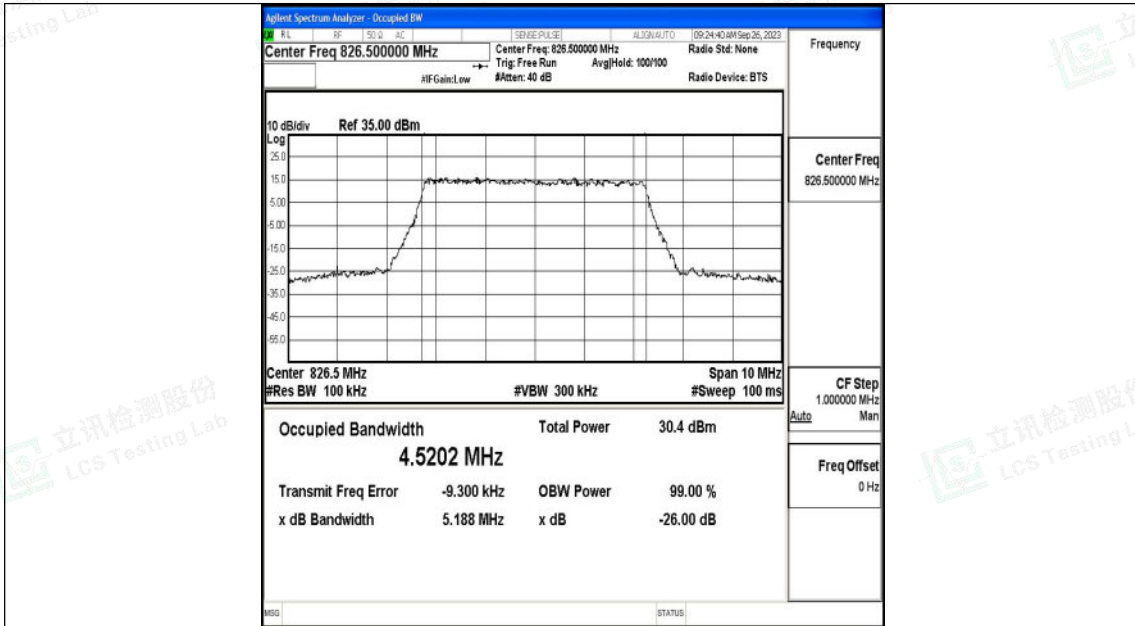 Agilent Spectrum Analyzer - Occupied BW
RL RF 50 Ω AC SENSE:PULSE ALIGNAUTO 09:24:40 AM Sep 26, 2023
Center Freq 826.500000 MHz
Center Freq: 826.500000 MHz
Radio Std: None
Trig: Free Run Avg|Hold: 100/100
#IFGain:Low
#Atten: 40 dB
Radio Device: BTS
10 dB/div Ref 35.00 dBm
Log
25.0
15.0
5.00
-5.00
-15.0
-25.0
-35.0
-45.0
-55.0
Center 826.5 MHz Span 10 MHz
#Res BW 100 kHz #VBW 300 kHz #Sweep 100 ms
Occupied Bandwidth Total Power 30.4 dBm
4.5202 MHz
Transmit Freq Error -9.300 kHz OBW Power 99.00 %
x dB Bandwidth 5.188 MHz x dB -26.00 dB
MSG STATUS
Frequency
Center Freq
826.500000 MHz
CF Step
1.000000 MHz
Auto Man
Freq Offset
0 Hz
立讯检测股份
LCS Testing Lab
立讯检测股份
LCS Testing L
sting Lab
立
L